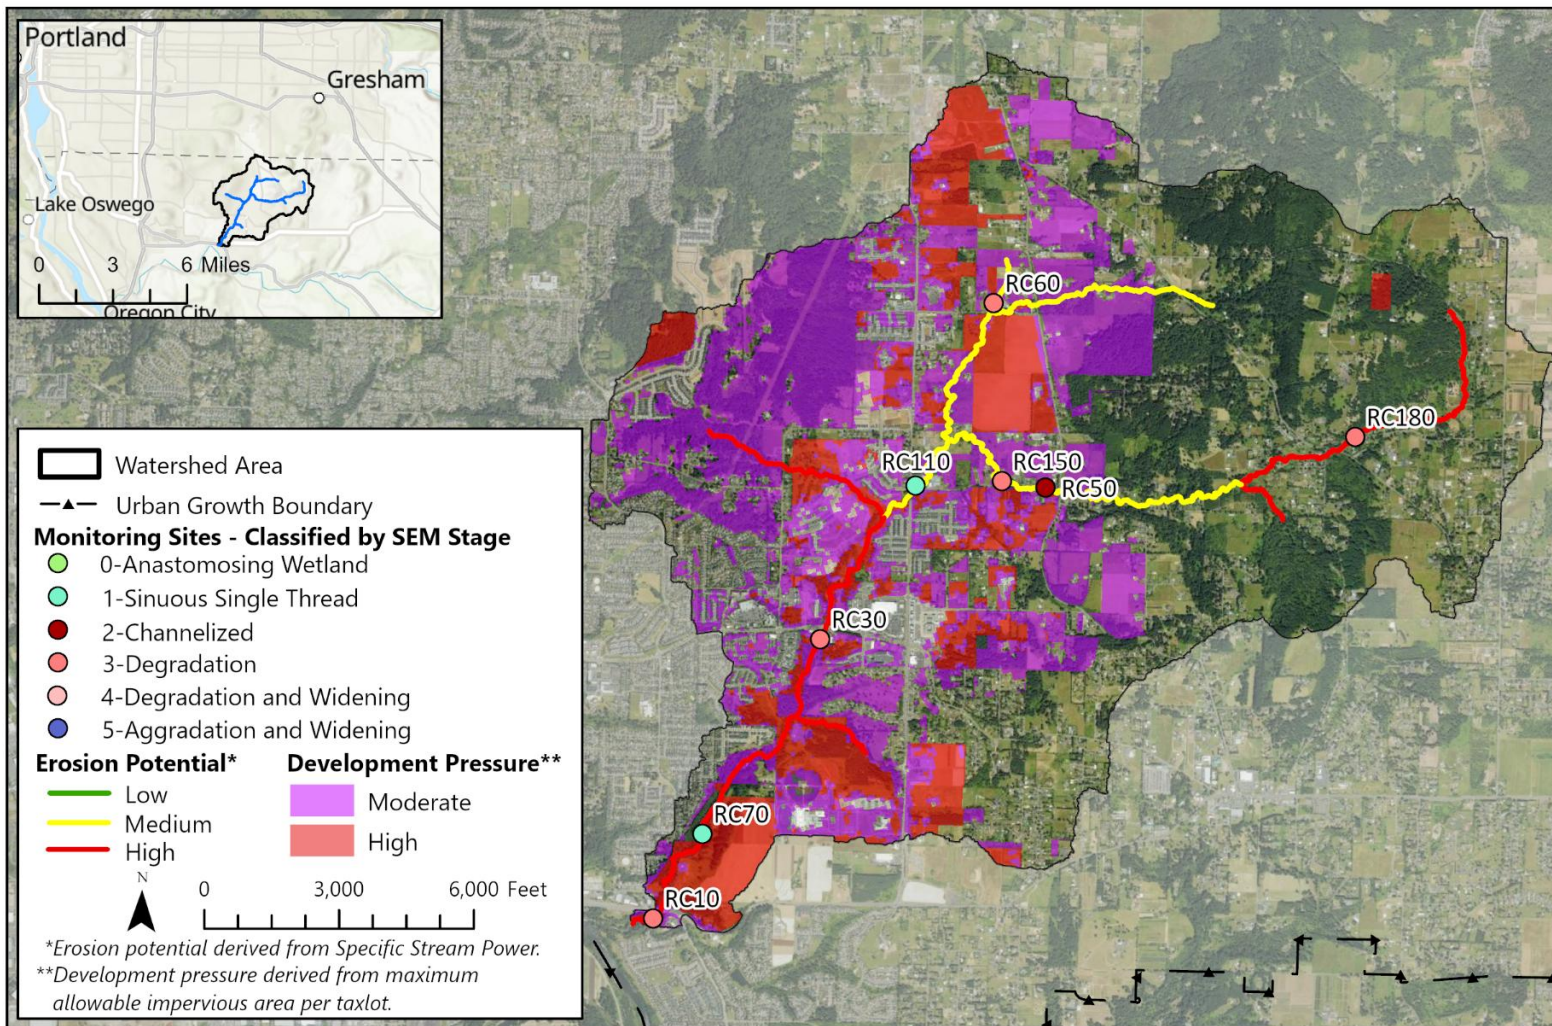 Portland
Gresham
Lake Oswego
0 3 6 Miles
Oregon City
Watershed Area
Urban Growth Boundary
Monitoring Sites - Classified by SEM Stage
0-Anastomosing Wetland
1-Sinuous Single Thread
2-Channelized
3-Degradation
4-Degradation and Widening
5-Aggradation and Widening
Erosion Potential* Development Pressure**
Low
Medium
High
Moderate
High
N
0 3,000 6,000 Feet
*Erosion potential derived from Specific Stream Power.
**Development pressure derived from maximum
allowable impervious area per taxlot.
RC60
RC180
RC110
RC150
RC50
RC30
RC70
RC10